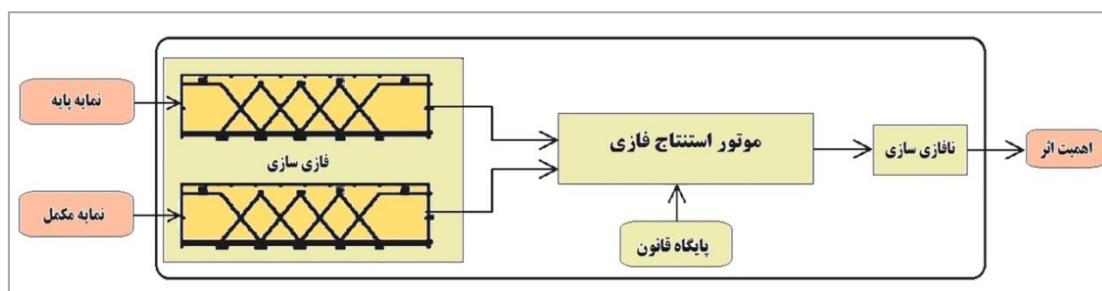 نمایه پایه
فازی سازی
نمایه مکمل
موتور استنتاج فازی
پایگاه قانون
نافازی سازی
اهمیت اثر